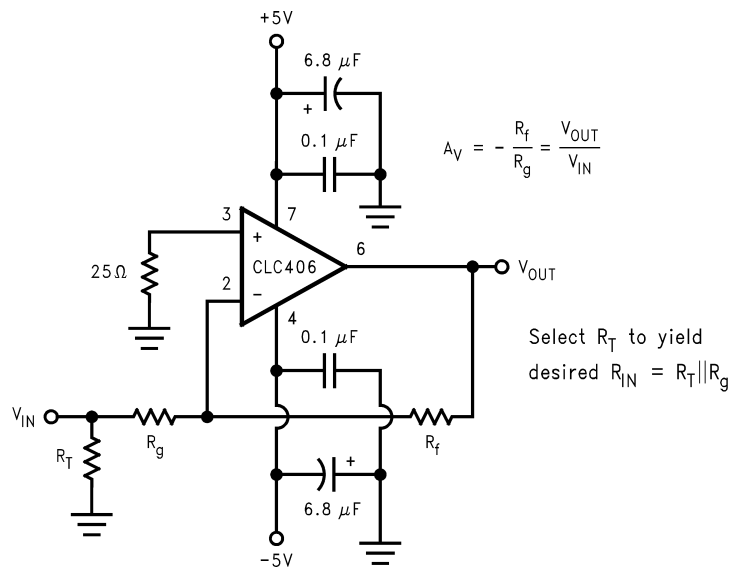 +5V
6.8 μF
+
0.1 μF
A_V = - R_f / R_g = V_OUT / V_IN
3
7
+
6
25Ω
CLC406
V_OUT
2
−
4
0.1 μF
Select R_T to yield
desired R_IN = R_T||R_g
V_IN
R_g
R_f
R_T
+
6.8 μF
−5V